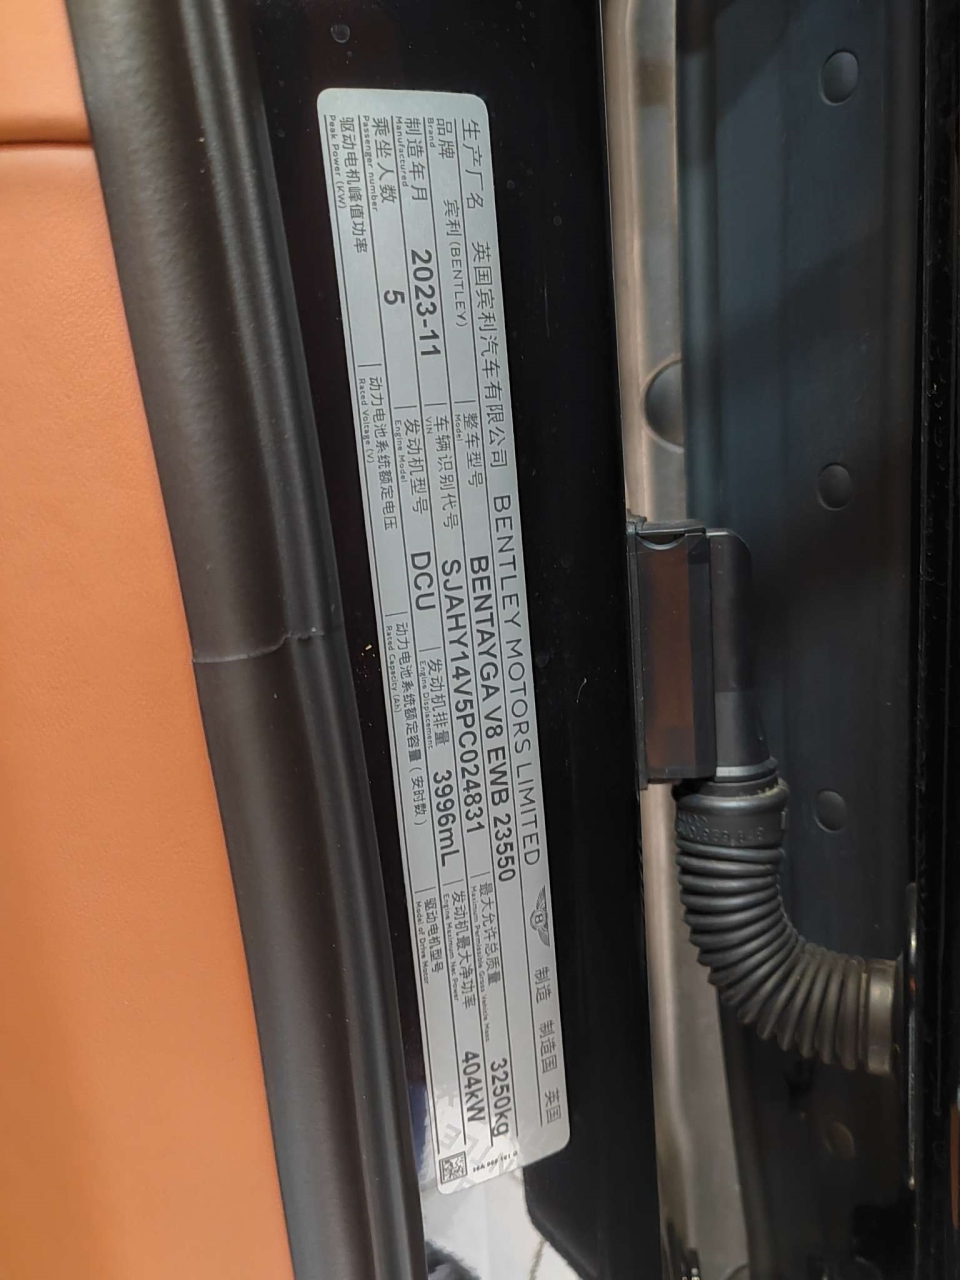 生产厂名 英国宾利汽车有限公司 BENTLEY MOTORS LIMITED B 制造 制造国 英国
品牌 宾利(BENTLEY) 整车型号 BENTAYGA V8 EWB 23550 最大允许总质量 3250kg
Brand Model Maximum Permissible Gross Vehicle Mass
制造年月 2023-11 车辆识别代号 SJAHY14V5PC024831 发动机最大净功率 404kW
Manufactured VIN Engine Maximum Net Power
乘坐人数 5 发动机型号 DCU 发动机排量 3996mL
Passenger number Engine Model Engine Displacement
驱动电机峰值功率 动力电池系统额定电压 动力电池系统额定容量(安时数) 驱动电机型号
Peak Power (kW) Rated Voltage (V) Rated Capacity (Ah) Model of Drive Motor